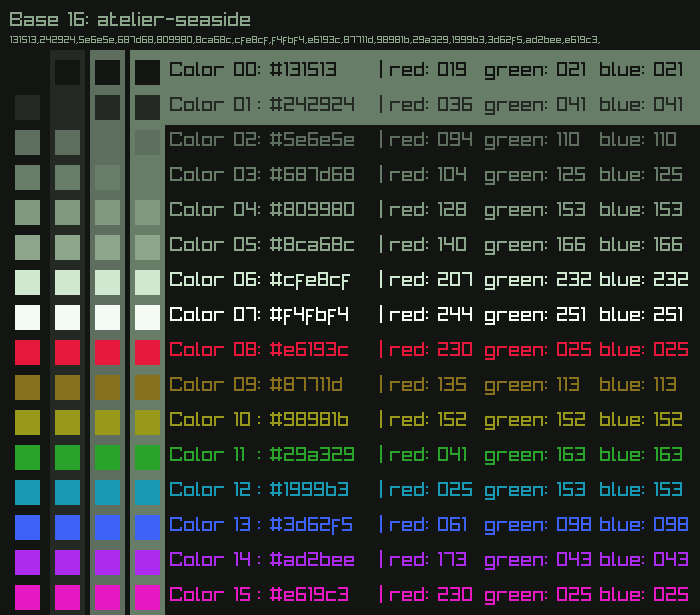 Base 16: atelier-seaside
131513,242924,5e6e5e,687d68,809980,8ca68c,cfe8cf,f4fbf4,e6193c,87711d,98981b,29a329,1999b3,3d62f5,ad2bee,e619c3,
Color 00: #131513 | red: 019 green: 021 blue: 021
Color 01: #242924 | red: 036 green: 041 blue: 041
Color 02: #5e6e5e | red: 094 green: 110 blue: 110
Color 03: #687d68 | red: 104 green: 125 blue: 125
Color 04: #809980 | red: 128 green: 153 blue: 153
Color 05: #8ca68c | red: 140 green: 166 blue: 166
Color 06: #cfe8cf | red: 207 green: 232 blue: 232
Color 07: #f4fbf4 | red: 244 green: 251 blue: 251
Color 08: #e6193c | red: 230 green: 025 blue: 025
Color 09: #87711d | red: 135 green: 113 blue: 113
Color 10: #98981b | red: 152 green: 152 blue: 152
Color 11: #29a329 | red: 041 green: 163 blue: 163
Color 12: #1999b3 | red: 025 green: 153 blue: 153
Color 13: #3d62f5 | red: 061 green: 098 blue: 098
Color 14: #ad2bee | red: 173 green: 043 blue: 043
Color 15: #e619c3 | red: 230 green: 025 blue: 025